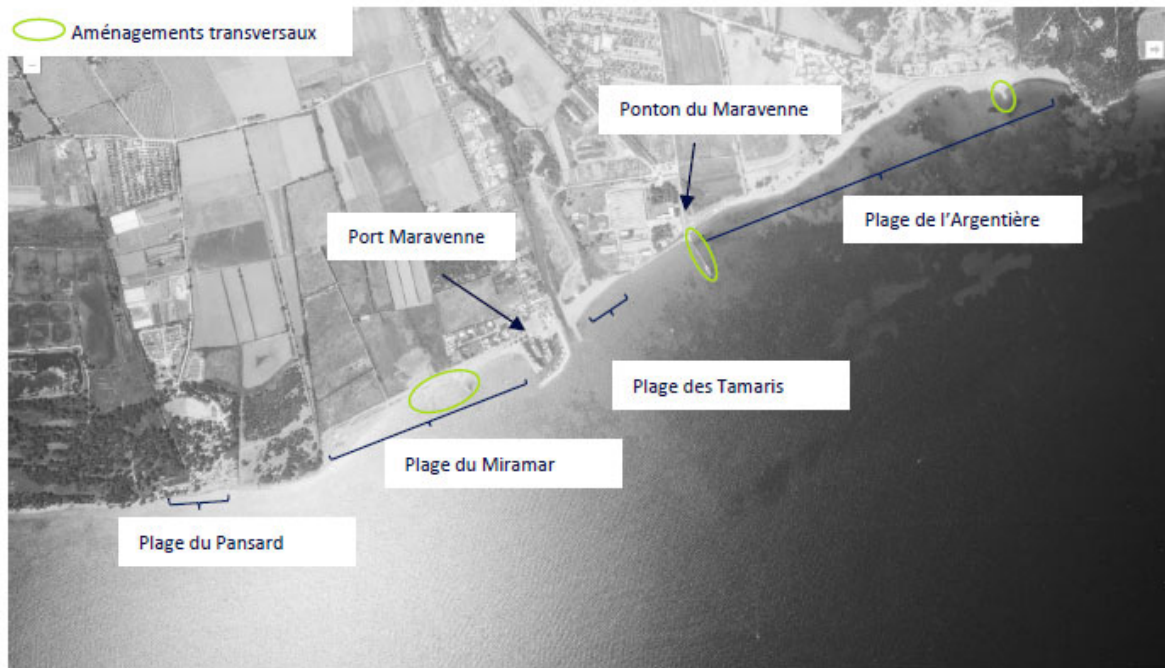 Aménagements transversaux
Ponton du Maravenne
Plage de l'Argentière
Port Maravenne
Plage des Tamaris
Plage du Miramar
Plage du Pansard